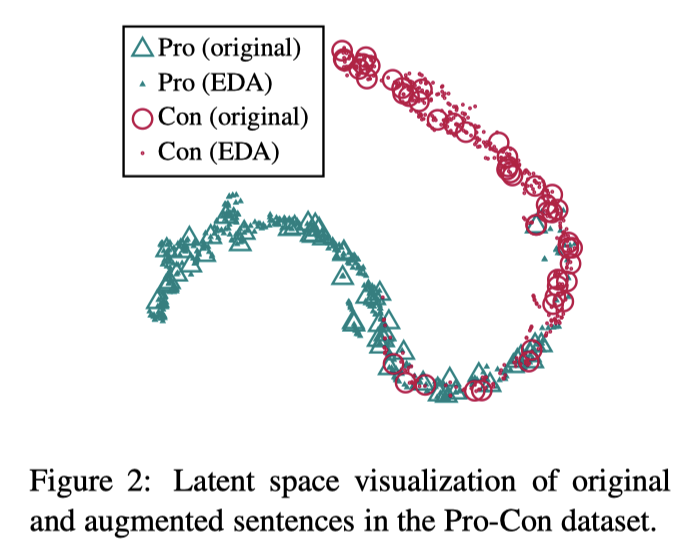 Pro (original)
Pro (EDA)
Con (original)
Con (EDA)
Figure 2: Latent space visualization of original
and augmented sentences in the Pro-Con dataset.